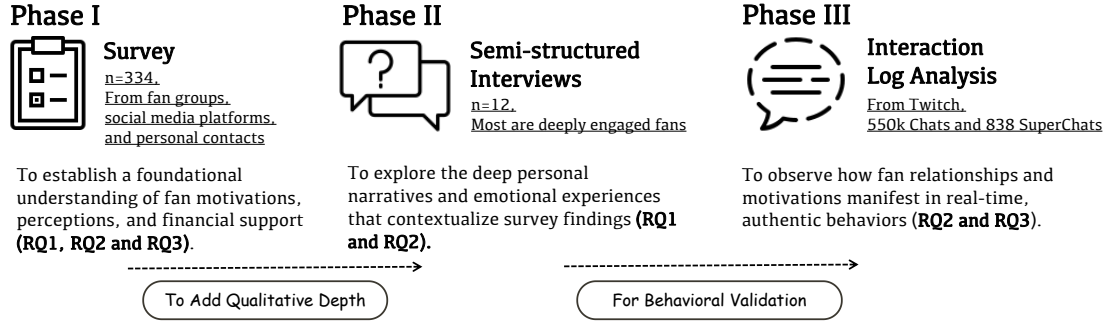 Phase I
Survey
n=334,
From fan groups,
social media platforms,
and personal contacts
To establish a foundational
understanding of fan motivations,
perceptions, and financial support
(RQ1, RQ2 and RQ3).
Phase II
?
Semi-structured
Interviews
n=12,
Most are deeply engaged fans
To explore the deep personal
narratives and emotional experiences
that contextualize survey findings (RQ1
and RQ2).
Phase III
Interaction
Log Analysis
From Twitch,
550k Chats and 838 SuperChats
To observe how fan relationships and
motivations manifest in real-time,
authentic behaviors (RQ2 and RQ3).
To Add Qualitative Depth
For Behavioral Validation